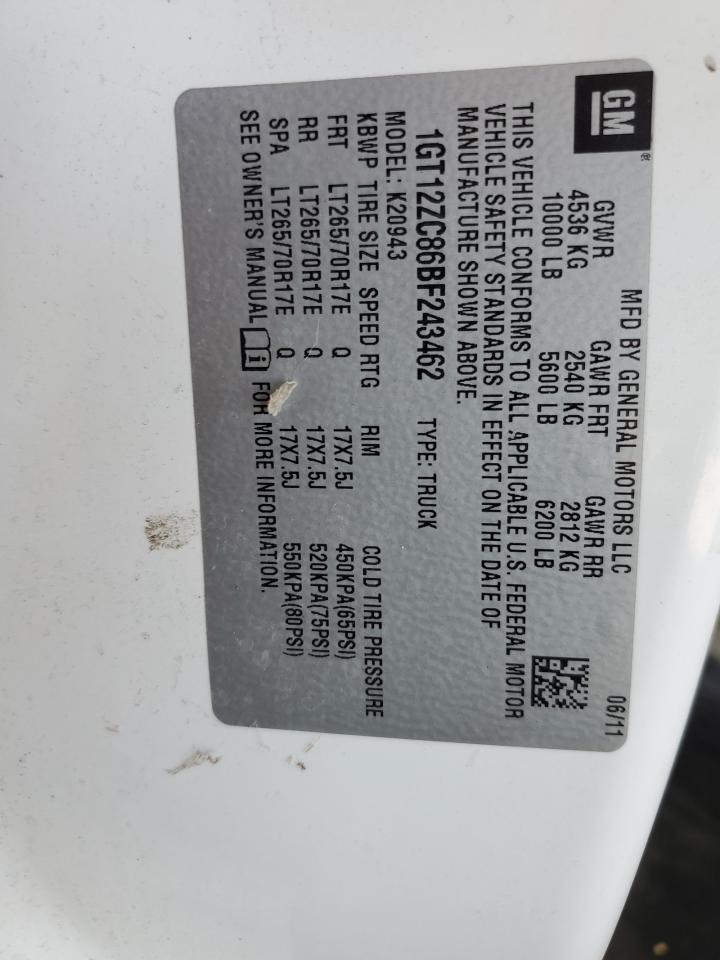 GM®
MFD BY GENERAL MOTORS LLC 06/11
GVWR GAWR FRT GAWR RR
4536 KG 2540 KG 2812 KG
10000 LB 5600 LB 6200 LB
THIS VEHICLE CONFORMS TO ALL APPLICABLE U.S. FEDERAL MOTOR
VEHICLE SAFETY STANDARDS IN EFFECT ON THE DATE OF
MANUFACTURE SHOWN ABOVE.
1GT12ZC86BF243462 TYPE: TRUCK
MODEL: K20943
KBWP TIRE SIZE SPEED RTG RIM COLD TIRE PRESSURE
FRT LT265/70R17E Q 17X7.5J 450KPA(65PSI)
RR LT265/70R17E Q 17X7.5J 520KPA(75PSI)
SPA LT265/70R17E Q 17X7.5J 550KPA(80PSI)
SEE OWNER'S MANUAL i FOR MORE INFORMATION.